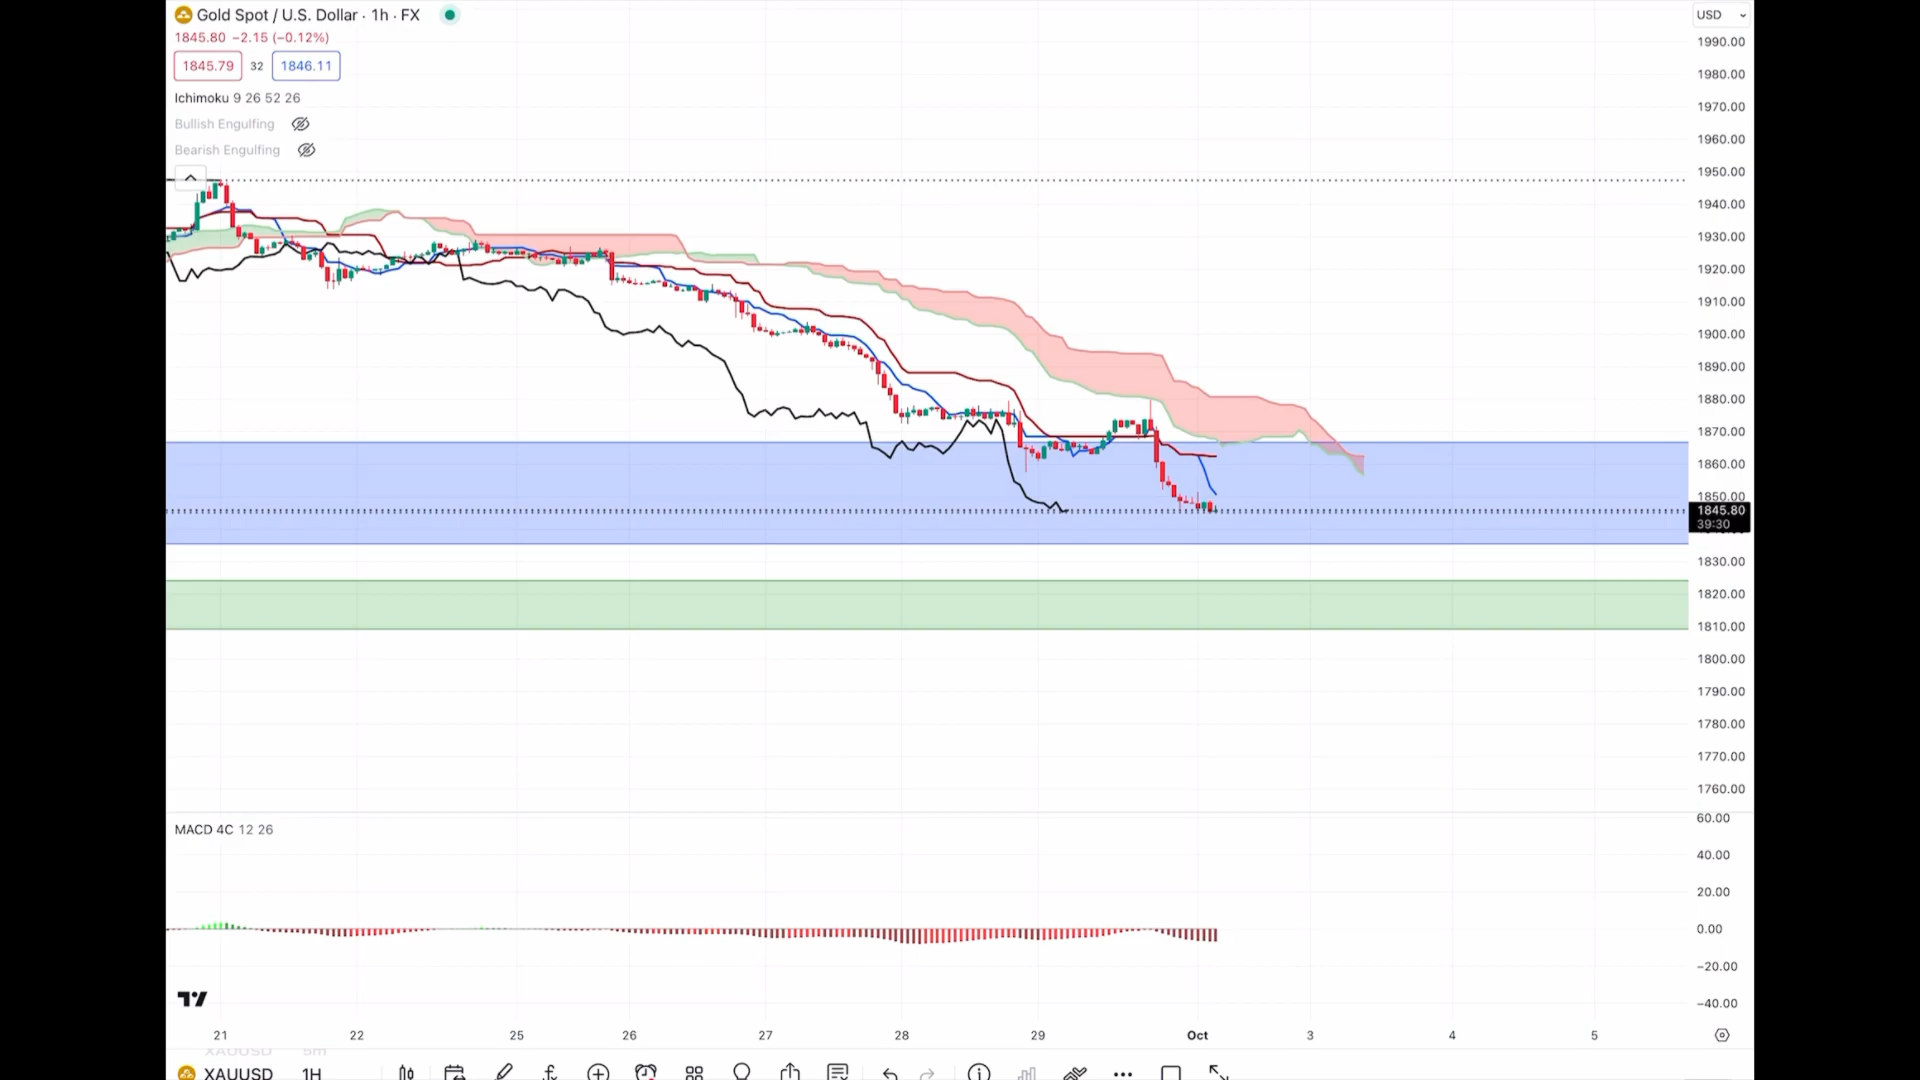 Gold Spot / U.S. Dollar · 1h · FX
1845.80 −2.15 (−0.12%)
1845.79 32 1846.11
Ichimoku 9 26 52 26
Bullish Engulfing
Bearish Engulfing
USD
1990.00
1980.00
1970.00
1960.00
1950.00
1940.00
1930.00
1920.00
1910.00
1900.00
1890.00
1880.00
1870.00
1860.00
1850.00
1845.80
39:30
1830.00
1820.00
1810.00
1800.00
1790.00
1780.00
1770.00
1760.00
MACD 4C 12 26
60.00
40.00
20.00
0.00
−20.00
−40.00
21 22 25 26 27 28 29 Oct 3 4 5
XAUUSD 5m
XAUUSD 1H